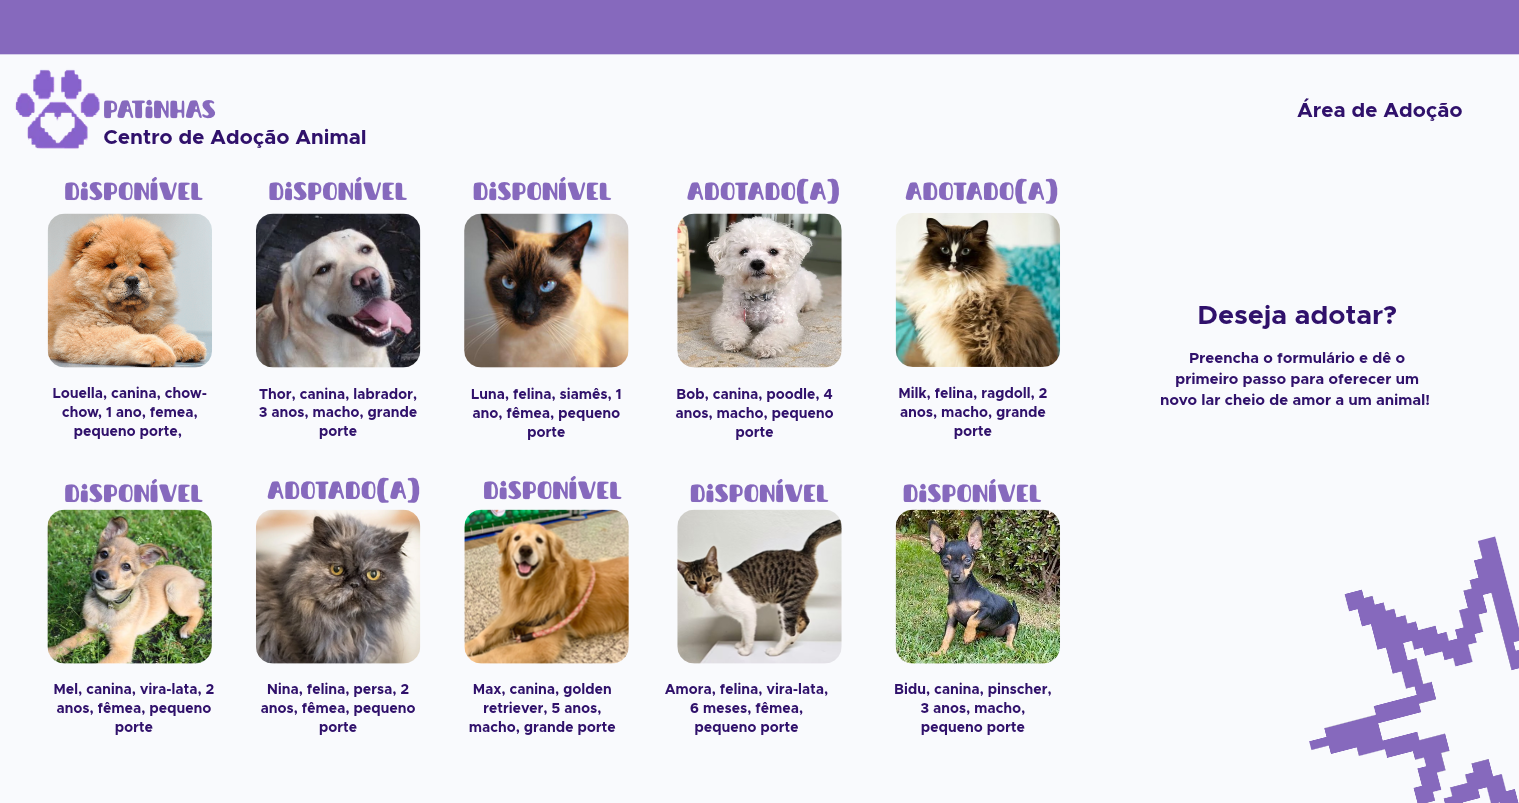 PATiNHAS
Centro de Adoção Animal
Área de Adoção
DiSPONÍVEL
Louella, canina, chow-
chow, 1 ano, femea,
pequeno porte,
DiSPONÍVEL
Thor, canina, labrador,
3 anos, macho, grande
porte
DiSPONÍVEL
Luna, felina, siamês, 1
ano, fêmea, pequeno
porte
ADOTADO(A)
Bob, canina, poodle, 4
anos, macho, pequeno
porte
ADOTADO(A)
Milk, felina, ragdoll, 2
anos, macho, grande
porte
DiSPONÍVEL
Mel, canina, vira-lata, 2
anos, fêmea, pequeno
porte
ADOTADO(A)
Nina, felina, persa, 2
anos, fêmea, pequeno
porte
DiSPONÍVEL
Max, canina, golden
retriever, 5 anos,
macho, grande porte
DiSPONÍVEL
Amora, felina, vira-lata,
6 meses, fêmea,
pequeno porte
DiSPONÍVEL
Bidu, canina, pinscher,
3 anos, macho,
pequeno porte
Deseja adotar?
Preencha o formulário e dê o
primeiro passo para oferecer um
novo lar cheio de amor a um animal!